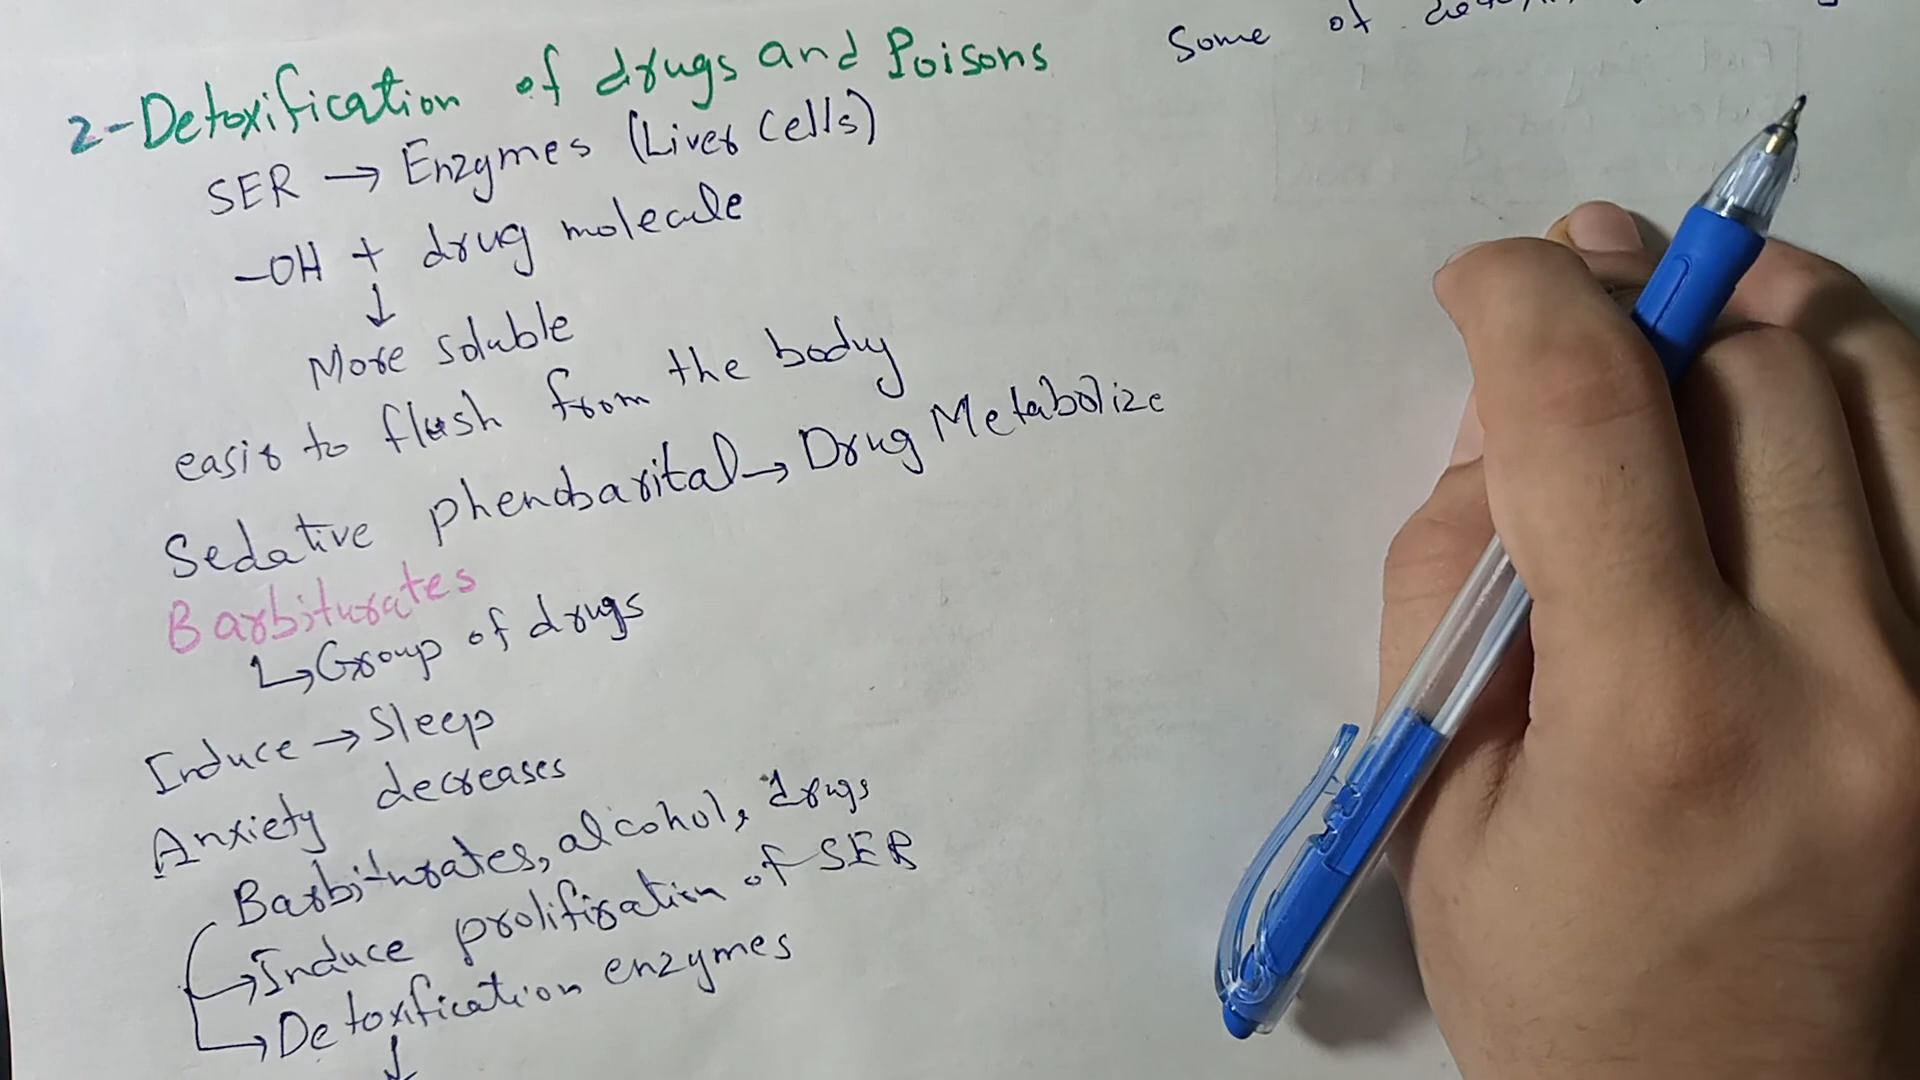 2-Detoxification of drugs and Poisons
SER → Enzymes (Liver Cells)
-OH + drug molecule
↓
More soluble
easir to flush from the body
Sedative phenobarital → Drug Metabolize
Barbiturates
↳ Group of drugs
Induce → Sleep
Anxiety decreases
Barbiturates, alcohol, drugs
→ Induce prolifiration of SER
→ Detoxification enzymes
↓
Some of